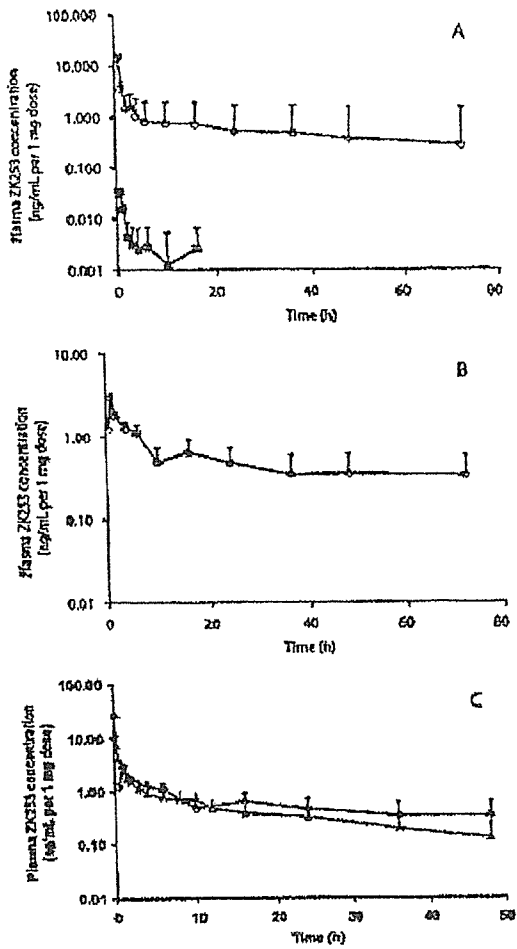 A
Plasma ZK253 concentration
(ng/mL per 1 mg dose)
100.000
10.000
1.000
0.100
0.010
0.001
0 20 40 60 80
Time (h)
B
Plasma ZK253 concentration
(ng/mL per 1 mg dose)
10.00
1.00
0.10
0.01
0 20 40 60 80
Time (h)
C
Plasma ZK253 concentration
(ng/mL per 1 mg dose)
100.00
10.00
1.00
0.10
0.01
0 10 20 30 40 50
Time (h)